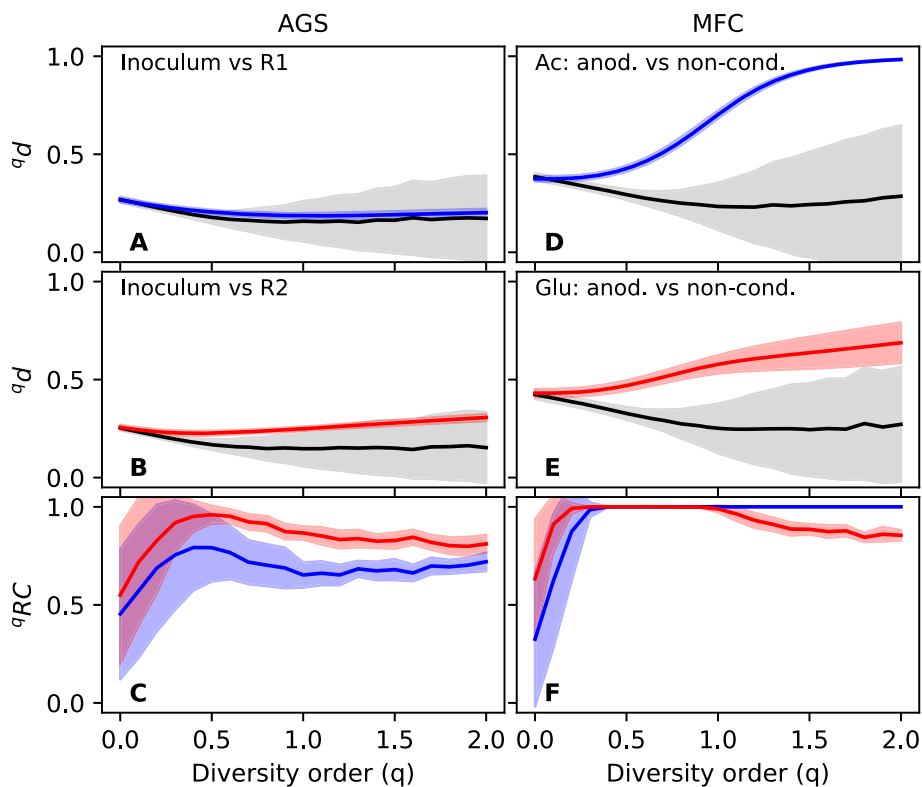 AGS
MFC
Inoculum vs R1
Ac: anod. vs non-cond.
1.0
0.5
0.0
qd
A
D
Inoculum vs R2
Glu: anod. vs non-cond.
1.0
0.5
0.0
qd
B
E
1.0
0.5
0.0
qRC
C
F
0.0 0.5 1.0 1.5 2.0
0.0 0.5 1.0 1.5 2.0
Diversity order (q)
Diversity order (q)